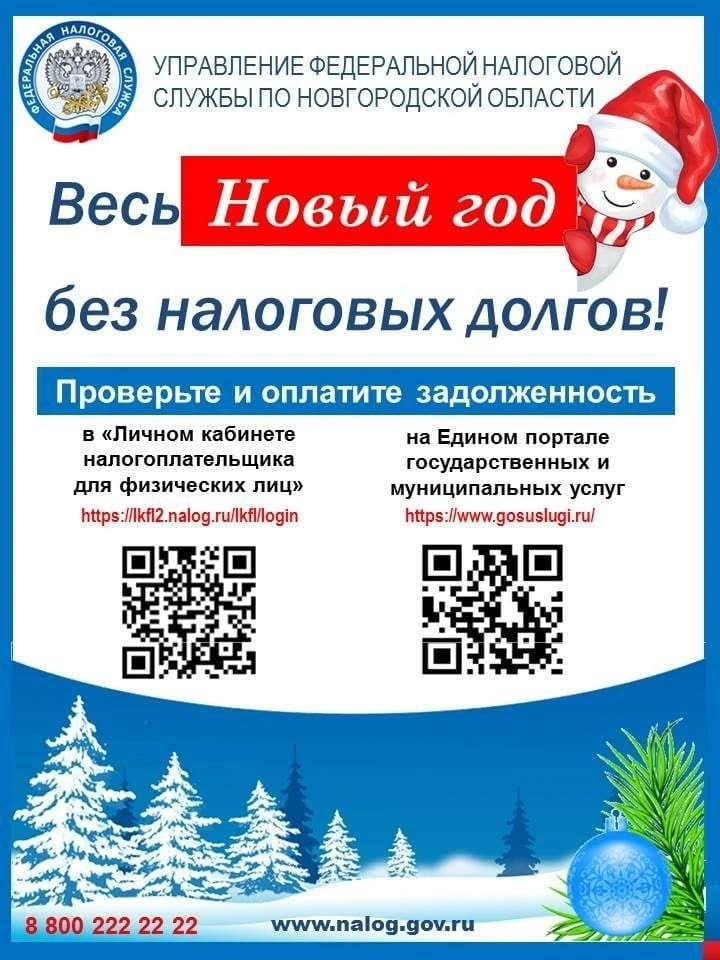 ФЕДЕРАЛЬНАЯ НАЛОГОВАЯ СЛУЖБА
УПРАВЛЕНИЕ ФЕДЕРАЛЬНОЙ НАЛОГОВОЙ
СЛУЖБЫ ПО НОВГОРОДСКОЙ ОБЛАСТИ
Весь Новый год
без налоговых долгов!
Проверьте и оплатите задолженность
в «Личном кабинете
налогоплательщика
для физических лиц»
https://lkfl2.nalog.ru/lkfl/login
на Едином портале
государственных и
муниципальных услуг
https://www.gosuslugi.ru/
8 800 222 22 22
www.nalog.gov.ru